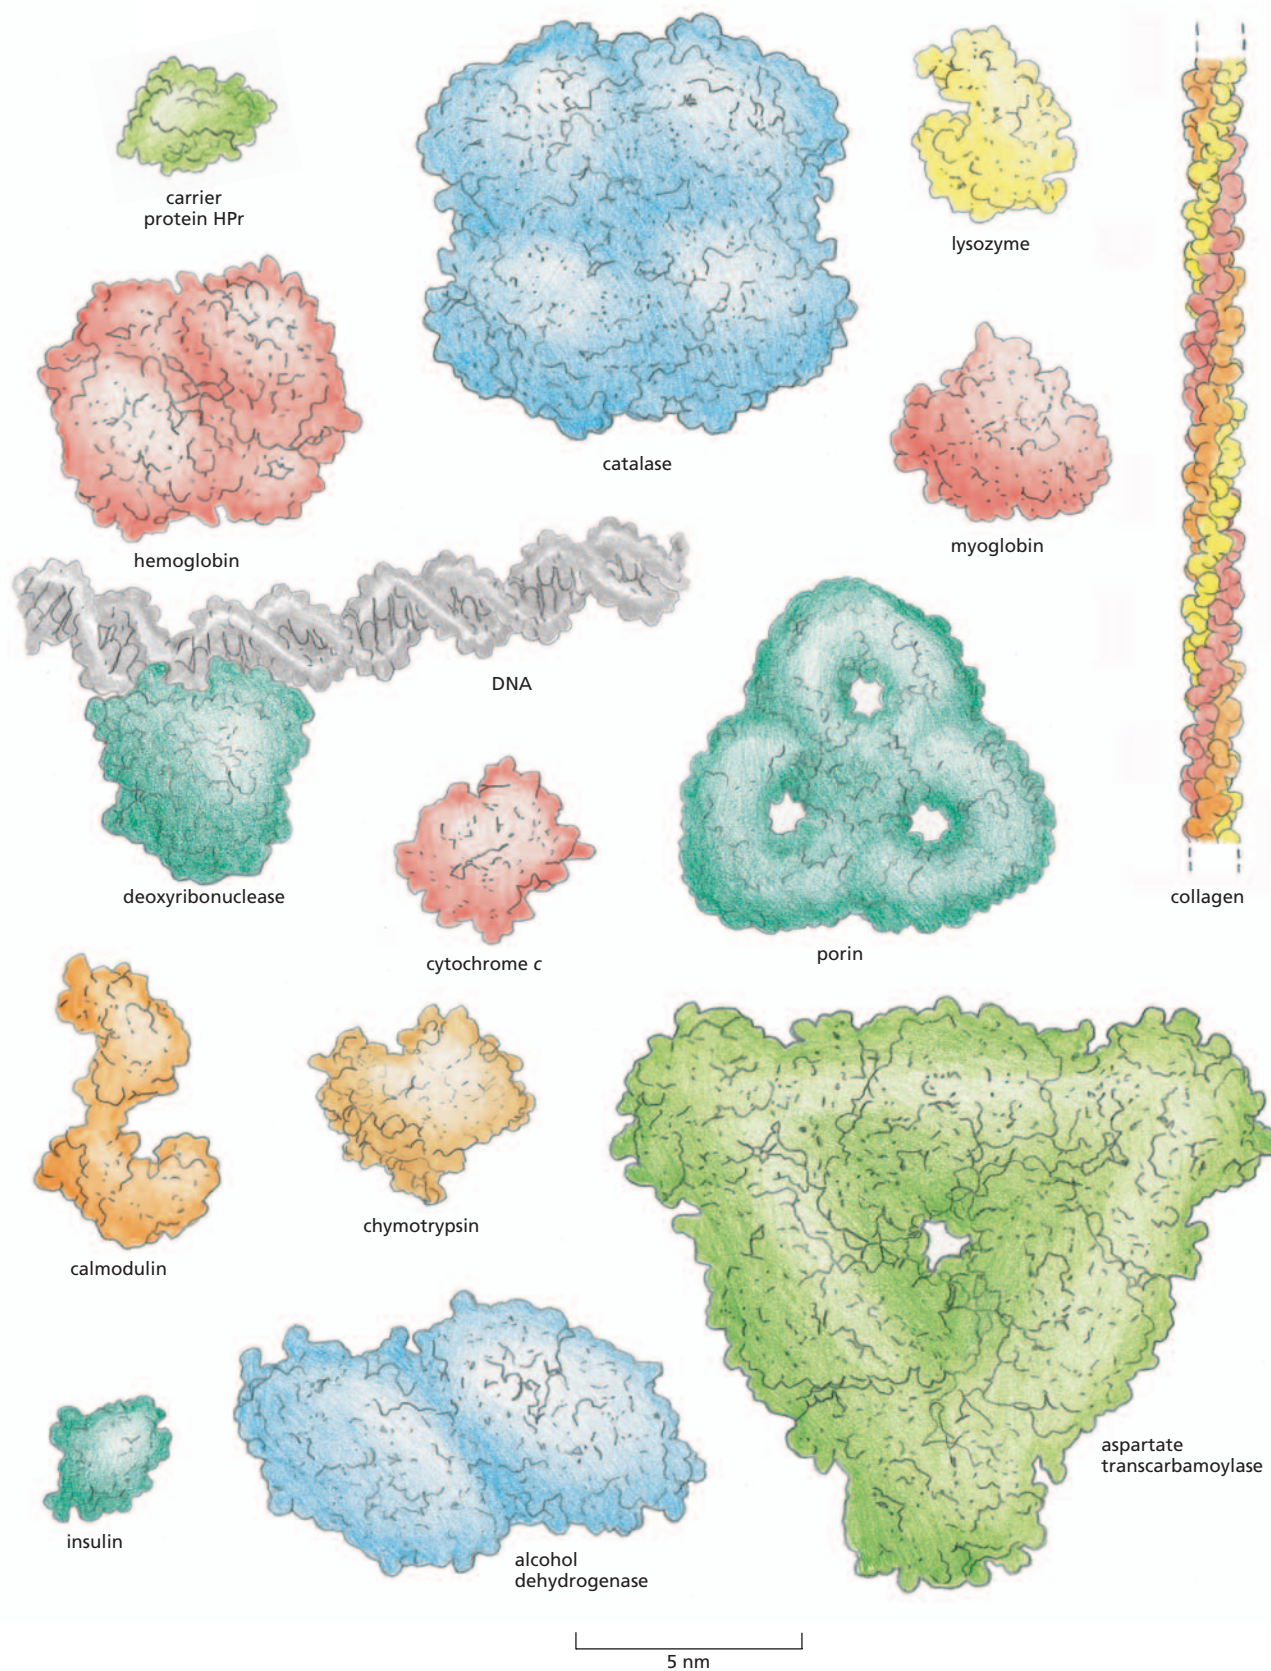 carrier
protein HPr
catalase
lysozyme
hemoglobin
myoglobin
DNA
deoxyribonuclease
cytochrome c
porin
collagen
calmodulin
chymotrypsin
insulin
alcohol
dehydrogenase
aspartate
transcarbamoylase
5 nm